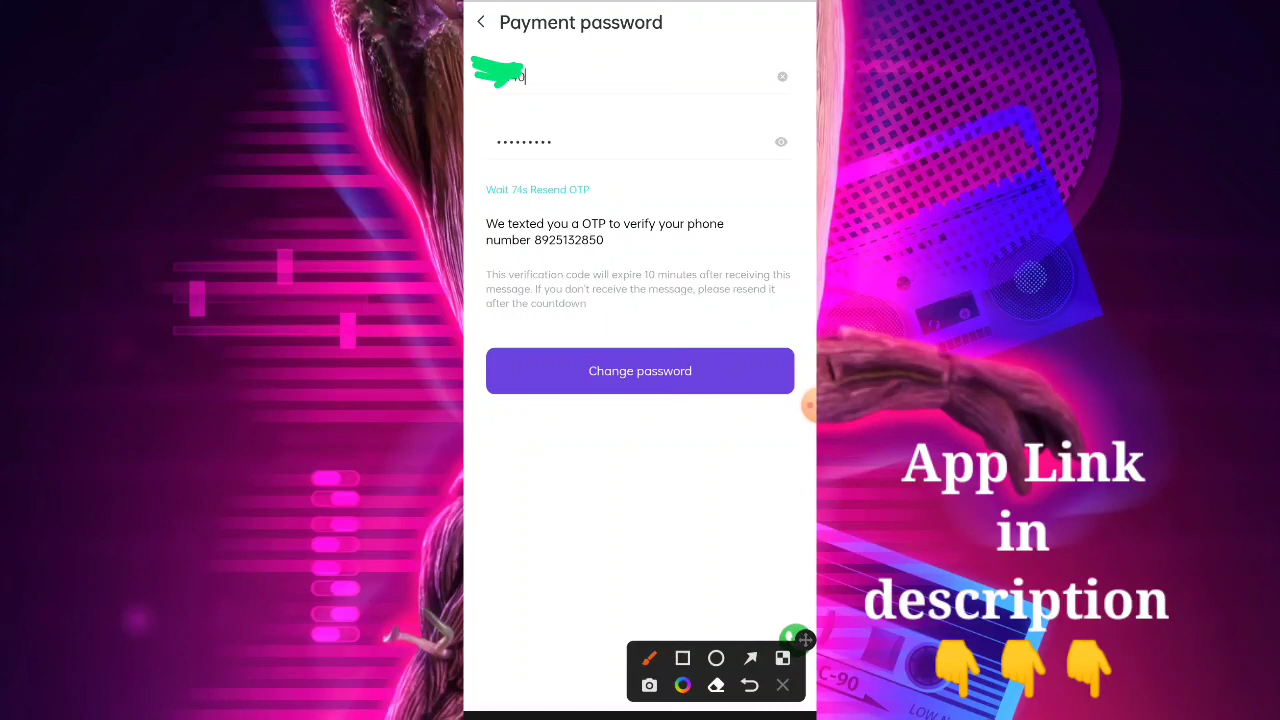 Payment password
Wait 74s Resend OTP
We texted you a OTP to verify your phone
number 8925132850
This verification code will expire 10 minutes after receiving this
message. If you don't receive the message, please resend it
after the countdown
Change password
App Link
in
description
C-90